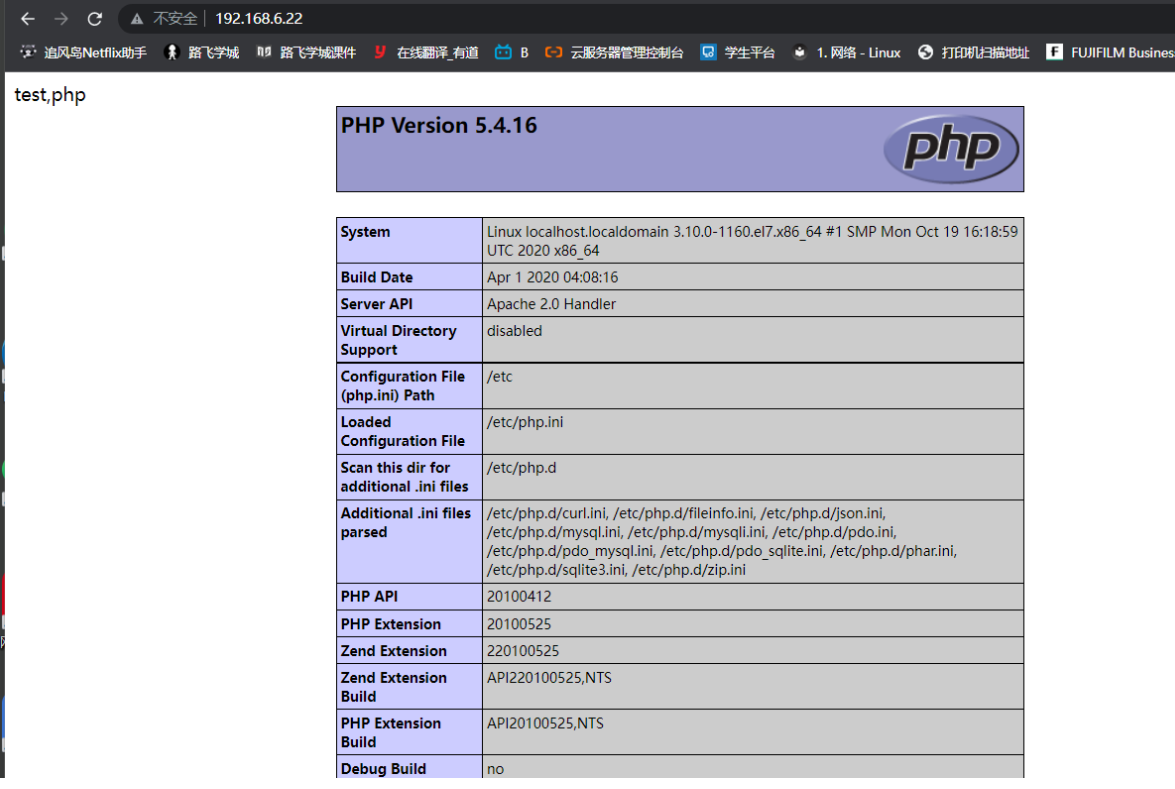 不安全 192.168.6.22
追风岛Netflix助手 路飞学城 路飞学城课件 在线翻译_有道 B 云服务器管理控制台 学生平台 1. 网络 - Linux 打印机扫描地址 FUJIFILM Busines
test,php
PHP Version 5.4.16
php
System Linux localhost.localdomain 3.10.0-1160.el7.x86_64 #1 SMP Mon Oct 19 16:18:59
UTC 2020 x86_64
Build Date Apr 1 2020 04:08:16
Server API Apache 2.0 Handler
Virtual Directory disabled
Support
Configuration File /etc
(php.ini) Path
Loaded /etc/php.ini
Configuration File
Scan this dir for /etc/php.d
additional .ini files
Additional .ini files /etc/php.d/curl.ini, /etc/php.d/fileinfo.ini, /etc/php.d/json.ini,
parsed /etc/php.d/mysql.ini, /etc/php.d/mysqli.ini, /etc/php.d/pdo.ini,
/etc/php.d/pdo_mysql.ini, /etc/php.d/pdo_sqlite.ini, /etc/php.d/phar.ini,
/etc/php.d/sqlite3.ini, /etc/php.d/zip.ini
PHP API 20100412
PHP Extension 20100525
Zend Extension 220100525
Zend Extension API220100525,NTS
Build
PHP Extension API20100525,NTS
Build
Debug Build no